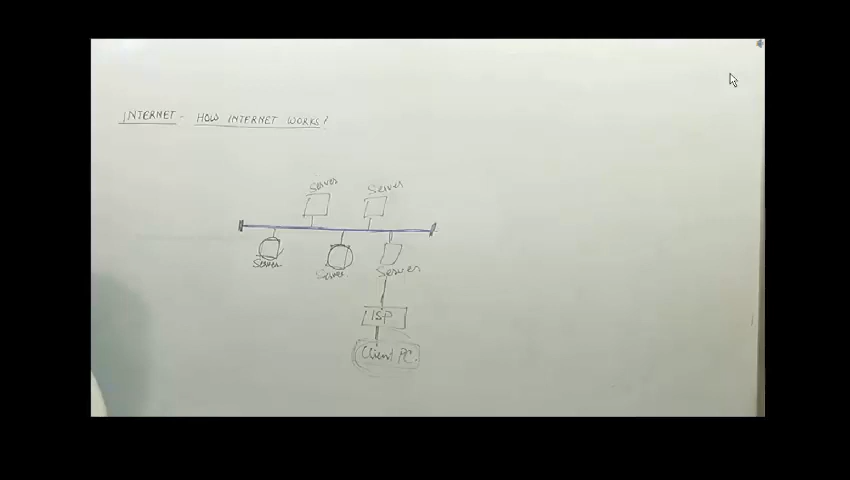 INTERNET - HOW INTERNET WORKS?
Server Server
Server Server Server
ISP
Client PC